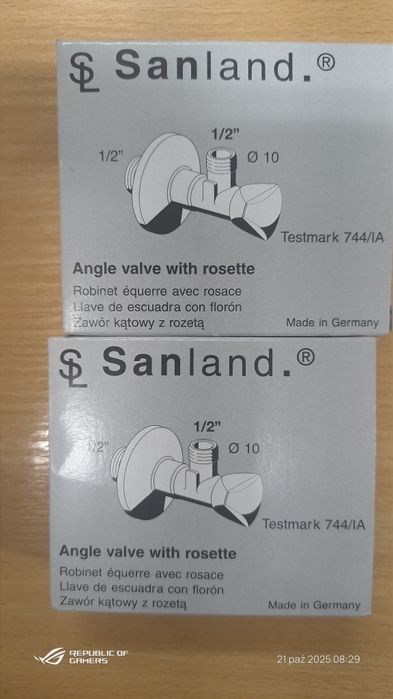 SL Sanland.®
1/2"
1/2" Ø 10
Testmark 744/IA
Angle valve with rosette
Robinet équerre avec rosace
Llave de escuadra con florón
Zawór kątowy z rozetą Made in Germany
SL Sanland.®
1/2"
1/2" Ø 10
Testmark 744/IA
Angle valve with rosette
Robinet équerre avec rosace
Llave de escuadra con florón
Zawór kątowy z rozetą Made in Germany
REPUBLIC OF
GAMERS
21 paź 2025 08:29